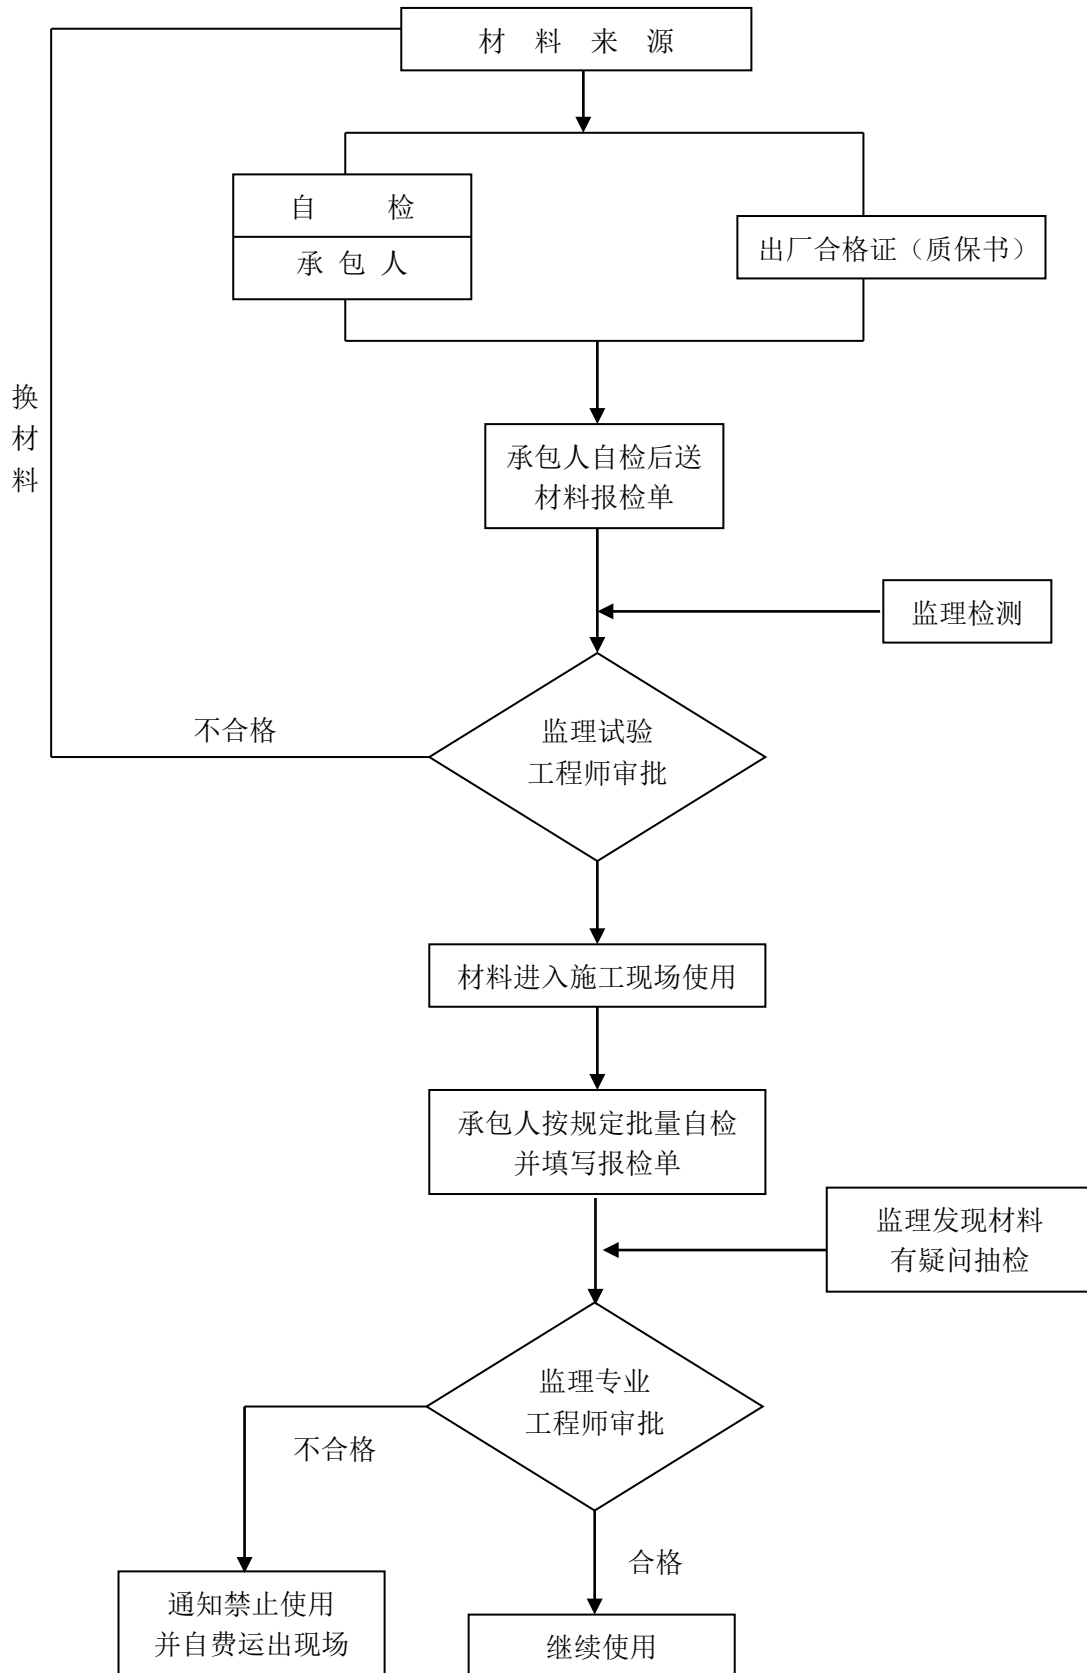 材 料 来 源
自 检
承 包 人
出厂合格证（质保书）
换
材
料
承包人自检后送
材料报检单
监理检测
不合格
监理试验
工程师审批
材料进入施工现场使用
承包人按规定批量自检
并填写报检单
监理发现材料
有疑问抽检
监理专业
工程师审批
不合格
合格
通知禁止使用
并自费运出现场
继续使用